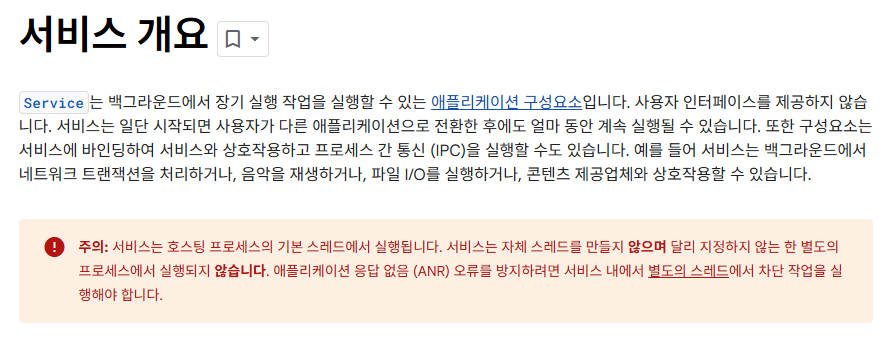 서비스 개요
Service는 백그라운드에서 장기 실행 작업을 실행할 수 있는 애플리케이션 구성요소입니다. 사용자 인터페이스를 제공하지 않습
니다. 서비스는 일단 시작되면 사용자가 다른 애플리케이션으로 전환한 후에도 얼마 동안 계속 실행될 수 있습니다. 또한 구성요소는
서비스에 바인딩하여 서비스와 상호작용하고 프로세스 간 통신 (IPC)을 실행할 수도 있습니다. 예를 들어 서비스는 백그라운드에서
네트워크 트랜잭션을 처리하거나, 음악을 재생하거나, 파일 I/O를 실행하거나, 콘텐츠 제공업체와 상호작용할 수 있습니다.
주의: 서비스는 호스팅 프로세스의 기본 스레드에서 실행됩니다. 서비스는 자체 스레드를 만들지 않으며 달리 지정하지 않는 한 별도의
프로세스에서 실행되지 않습니다. 애플리케이션 응답 없음 (ANR) 오류를 방지하려면 서비스 내에서 별도의 스레드에서 차단 작업을 실
행해야 합니다.